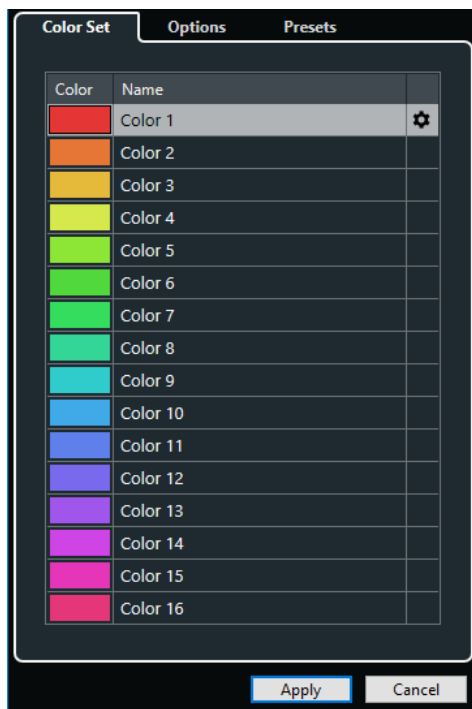 Color Set Options Presets
Color Name
Color 1
Color 2
Color 3
Color 4
Color 5
Color 6
Color 7
Color 8
Color 9
Color 10
Color 11
Color 12
Color 13
Color 14
Color 15
Color 16
Apply Cancel